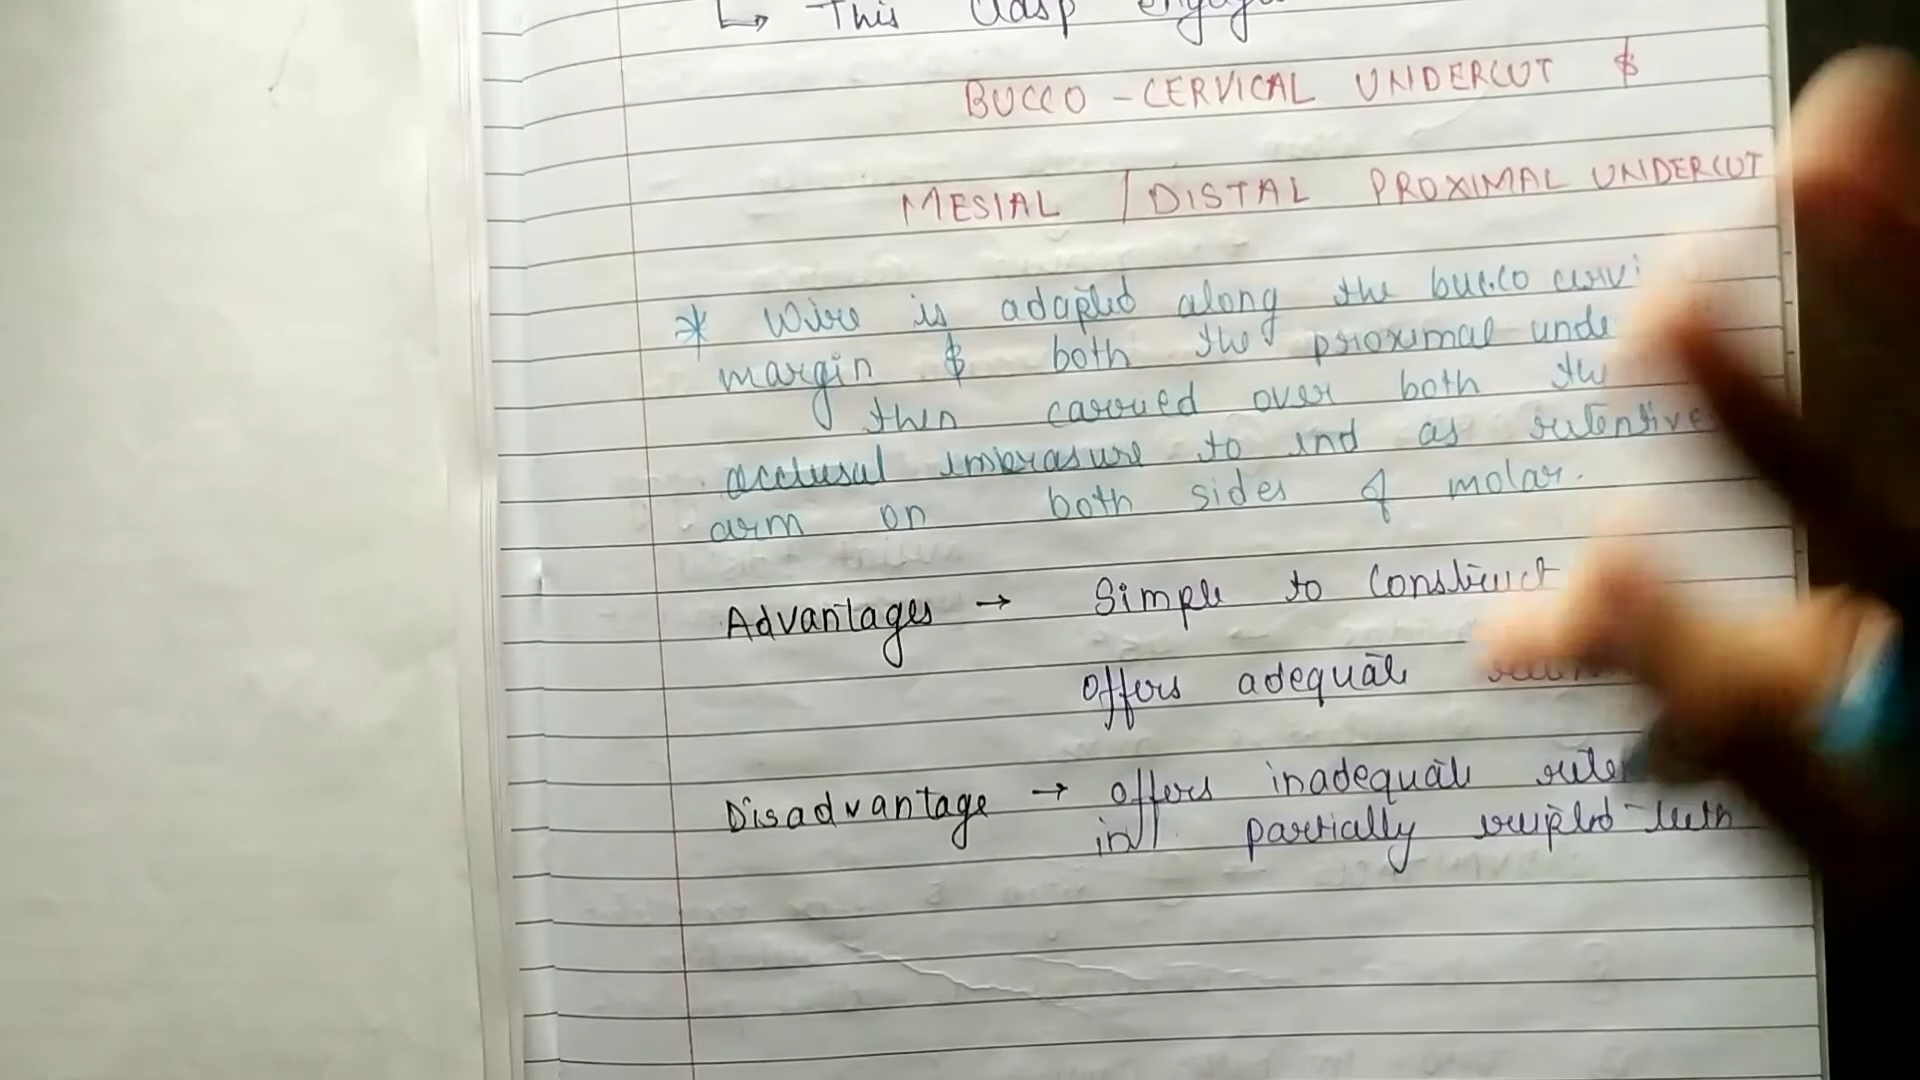 ↳ This Clasp
BUCCO - CERVICAL UNDERCUT &
MESIAL / DISTAL PROXIMAL UNDERCUT
* Wire is adapted along the bucco
margin & both the proximal
then carried over both the
occlusal embrasure to end as retentive
arm on both sides of molar.
Advantages → Simple to Construct
offers adequate
Disadvantage → offers inadequate
in partially erupted teeth